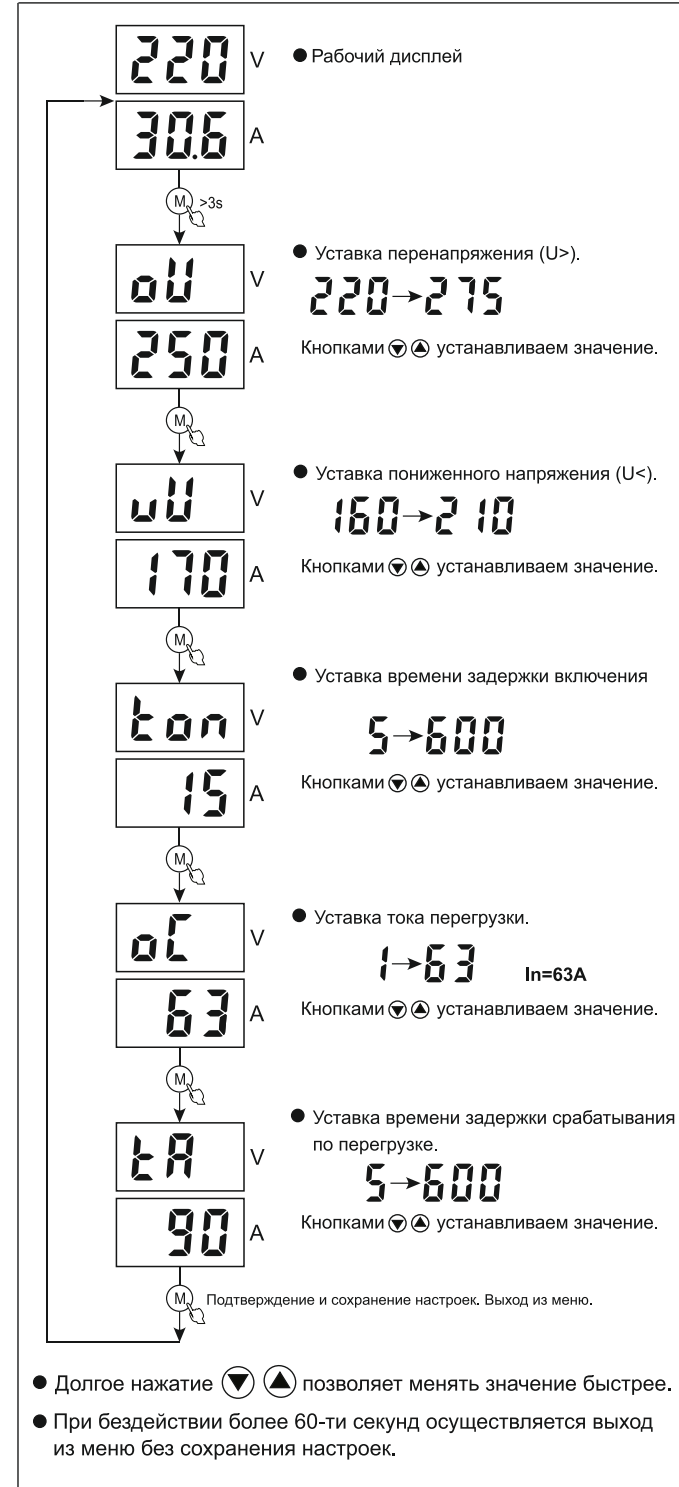 220 V
● Рабочий дисплей
30.6 A
M >3s
oU V
● Уставка перенапряжения (U>).
220→275
250 A
Кнопками ▼ ▲ устанавливаем значение.
M
uU V
● Уставка пониженного напряжения (U<).
160→210
170 A
Кнопками ▼ ▲ устанавливаем значение.
M
ton V
● Уставка времени задержки включения
5→600
15 A
Кнопками ▼ ▲ устанавливаем значение.
M
oC V
● Уставка тока перегрузки.
1→63 In=63A
63 A
Кнопками ▼ ▲ устанавливаем значение.
M
tA V
● Уставка времени задержки срабатывания
по перегрузке.
5→600
90 A
Кнопками ▼ ▲ устанавливаем значение.
M Подтверждение и сохранение настроек. Выход из меню.
● Долгое нажатие ▼ ▲ позволяет менять значение быстрее.
● При бездействии более 60-ти секунд осуществляется выход
из меню без сохранения настроек.